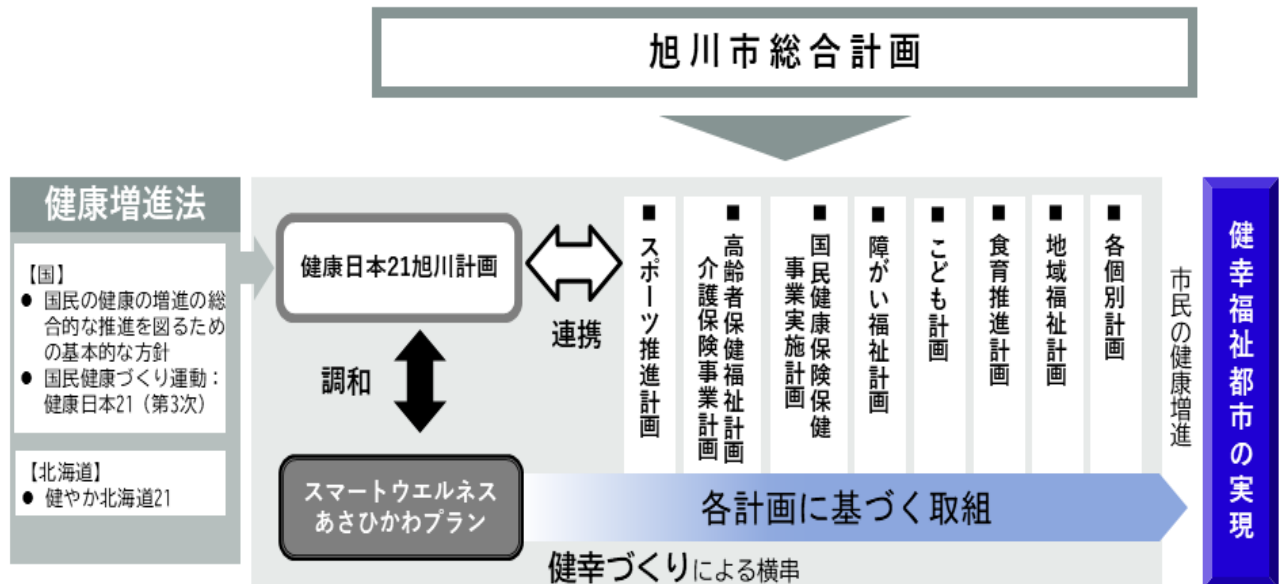 旭川市総合計画
健康増進法
【国】
● 国民の健康の増進の総
合的な推進を図るため
の基本的な方針
● 国民健康づくり運動：
健康日本21（第3次）
【北海道】
● 健やか北海道21
健康日本21旭川計画
連携
調和
スマートウエルネス
あさひかわプラン
■ スポーツ推進計画
■ 高齢者保健福祉計画
介護保険事業計画
■ 国民健康保険保健
事業実施計画
■ 障がい福祉計画
■ こども計画
■ 食育推進計画
■ 地域福祉計画
■ 各個別計画
各計画に基づく取組
健幸づくりによる横串
市民の健康増進
健幸福祉都市の実現